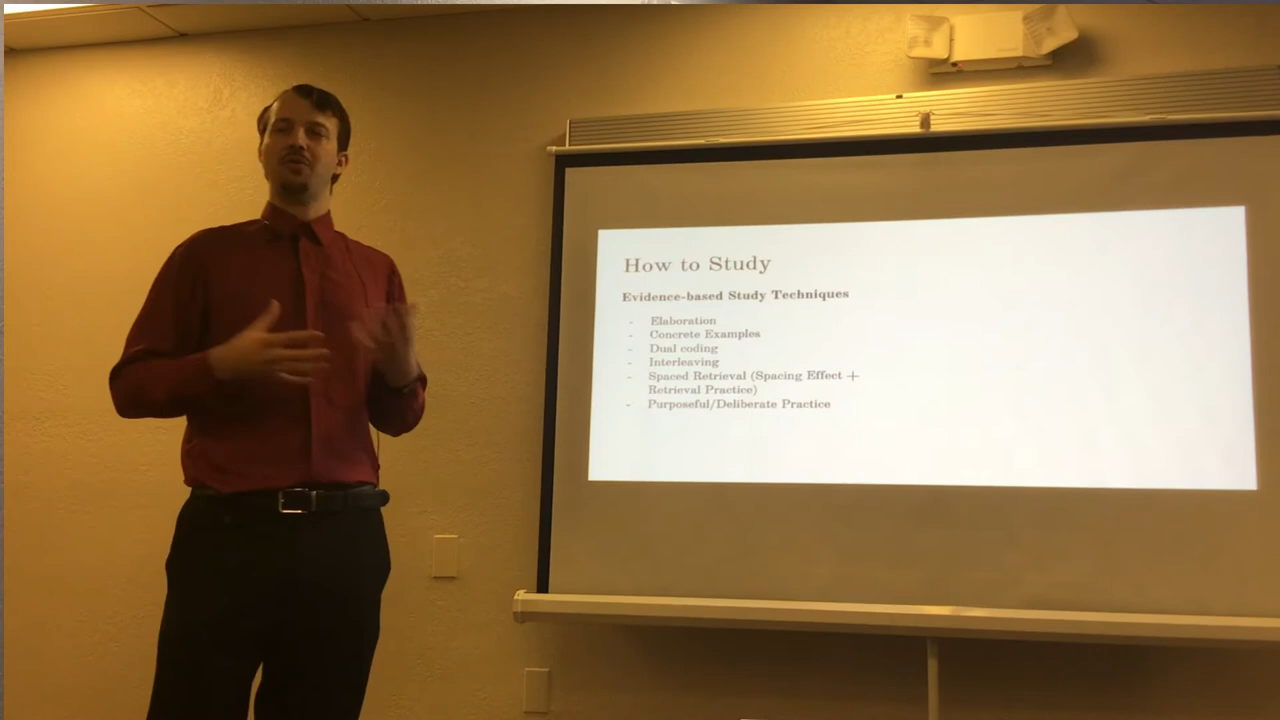 How to Study
Evidence-based Study Techniques
- Elaboration
- Concrete Examples
- Dual coding
- Interleaving
- Spaced Retrieval (Spacing Effect +
Retrieval Practice)
- Purposeful/Deliberate Practice